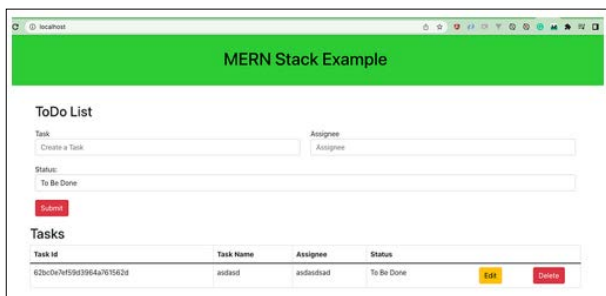 localhost
MERN Stack Example
ToDo List
Task Assignee
Create a Task Assignee
Status:
To Be Done
Submit
Tasks
Task Id Task Name Assignee Status
62bc0e7ef59d3964a761562d asdasd asdasdsad To Be Done Edit Delete